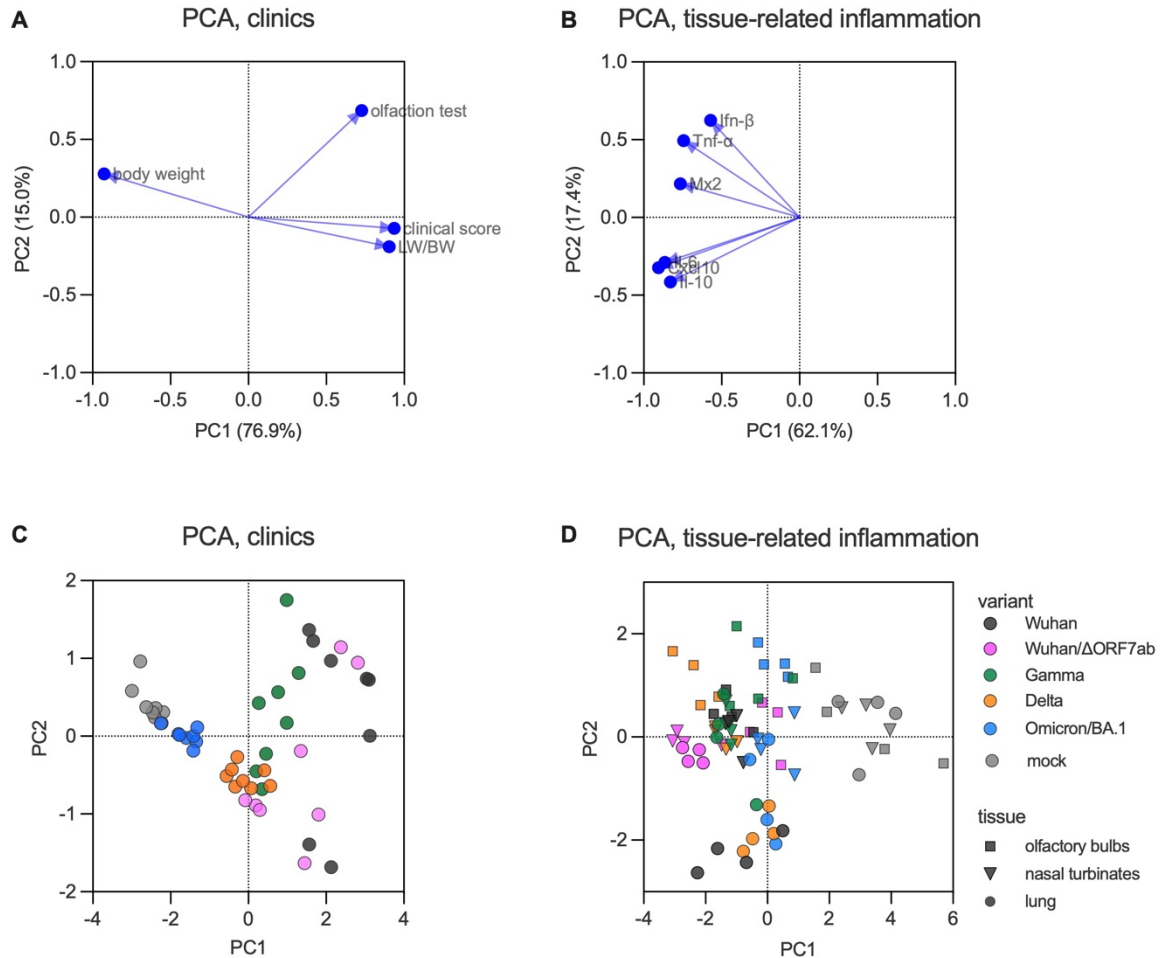 A PCA, clinics
1.0
0.5
0.0
-0.5
-1.0
PC2 (15.0%)
olfaction test
body weight
clinical score
LW/BW
-1.0 -0.5 0.0 0.5 1.0
PC1 (76.9%)
B PCA, tissue-related inflammation
1.0
0.5
0.0
-0.5
-1.0
PC2 (17.4%)
Ifn-β
Tnf-α
Mx2
Il-6
Cxcl10
Il-10
-1.0 -0.5 0.0 0.5 1.0
PC1 (62.1%)
C PCA, clinics
2
1
0
-1
-2
PC2
-4 -2 0 2 4
PC1
D PCA, tissue-related inflammation
2
0
-2
PC2
-4 -2 0 2 4 6
PC1
variant
Wuhan
Wuhan/ΔORF7ab
Gamma
Delta
Omicron/BA.1
mock
tissue
olfactory bulbs
nasal turbinates
lung